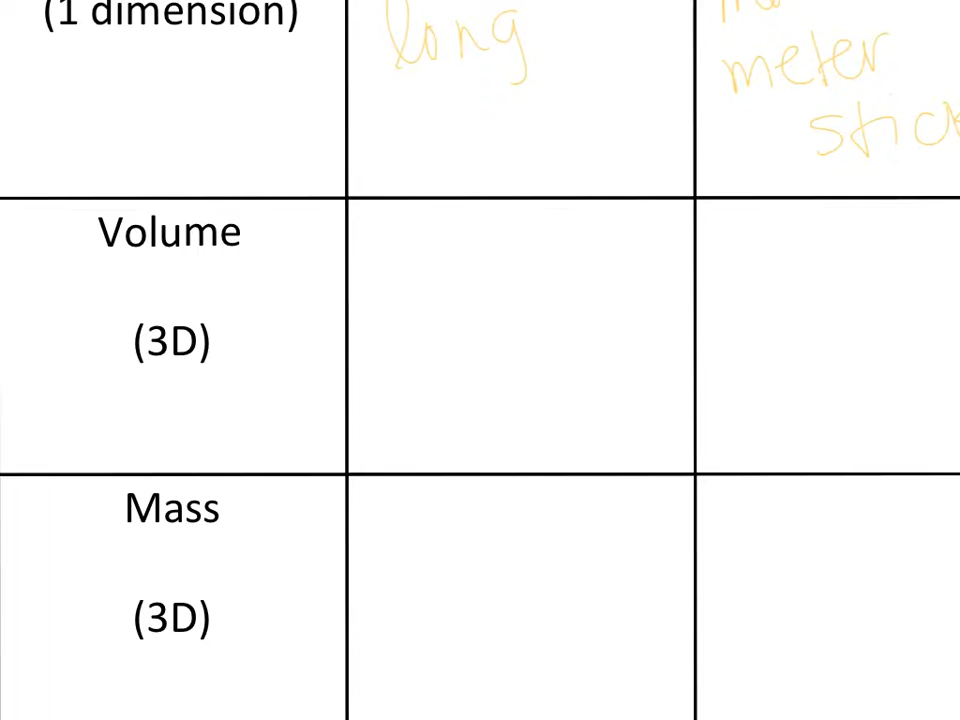 (1 dimension)
long
meter
stick
Volume
(3D)
Mass
(3D)